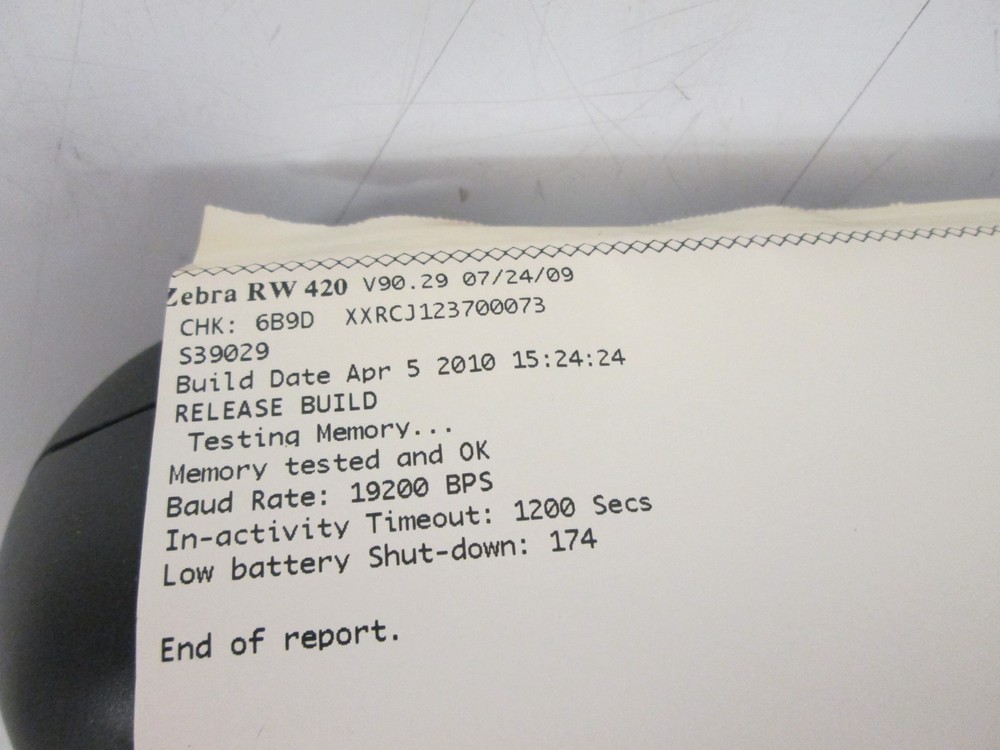 Zebra RW 420 V90.29 07/24/09
CHK: 6B9D XXRCJ123700073
S39029
Build Date Apr 5 2010 15:24:24
RELEASE BUILD
Testing Memory...
Memory tested and OK
Baud Rate: 19200 BPS
In-activity Timeout: 1200 Secs
Low battery Shut-down: 174
End of report.